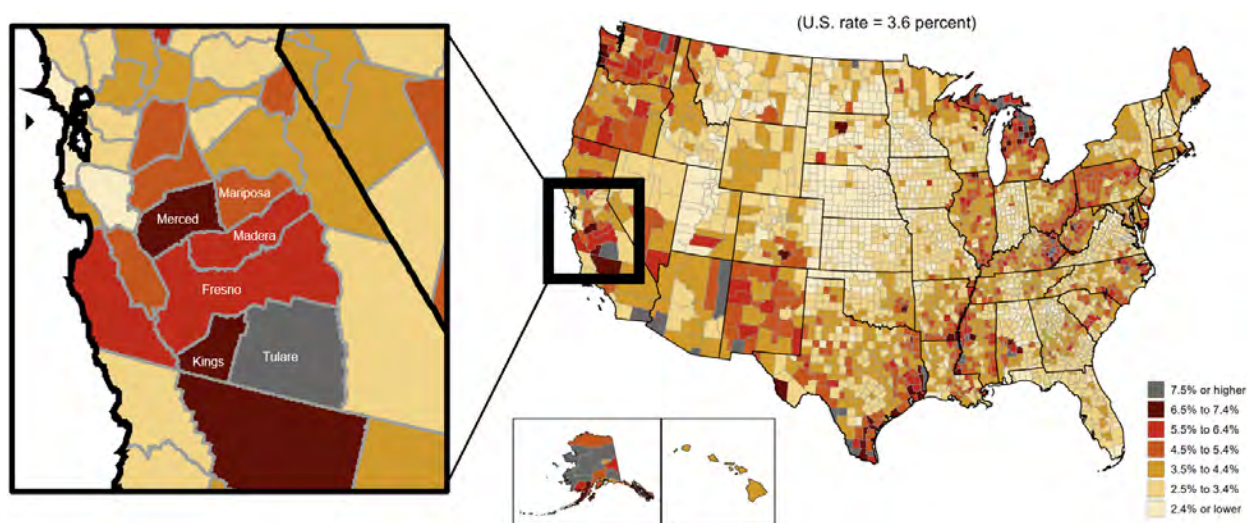 (U.S. rate = 3.6 percent)
Mariposa
Merced
Madera
Fresno
Kings
Tulare
7.5% or higher
6.5% to 7.4%
5.5% to 6.4%
4.5% to 5.4%
3.5% to 4.4%
2.5% to 3.4%
2.4% or lower